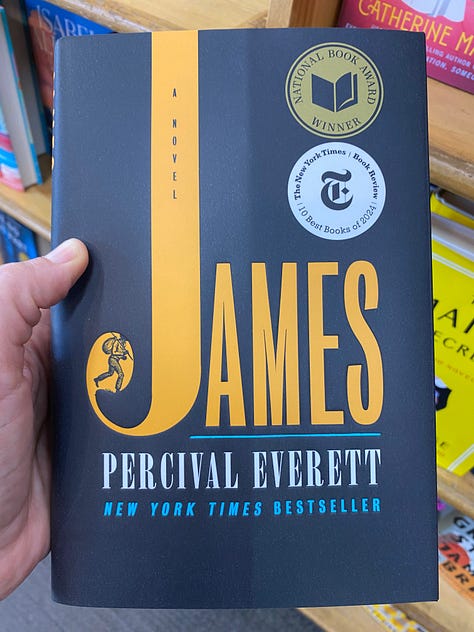 ISABEL
CATHERINE M
A NOVEL
NATIONAL BOOK AWARD
WINNER
The New York Times | Book Review
10 Best Books of 2024
JAMES
PERCIVAL EVERETT
NEW YORK TIMES BESTSELLER